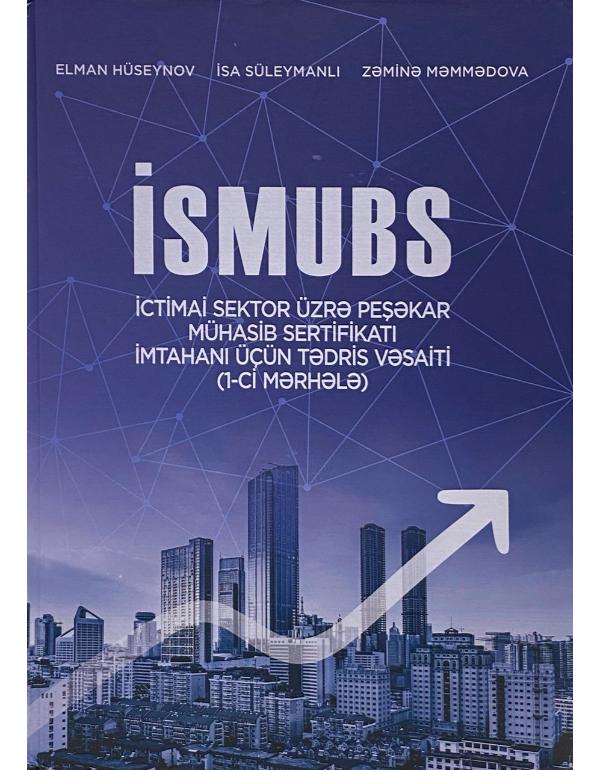 ELMAN HÜSEYNOV İSA SÜLEYMANLI ZƏMİNƏ MƏMMƏDOVA
İSMUBS
İCTİMAİ SEKTOR ÜZRƏ PEŞƏKAR
MÜHASİB SERTİFİKATI
İMTAHANI ÜÇÜN TƏDRİS VƏSAİTİ
(1-Cİ MƏRHƏLƏ)